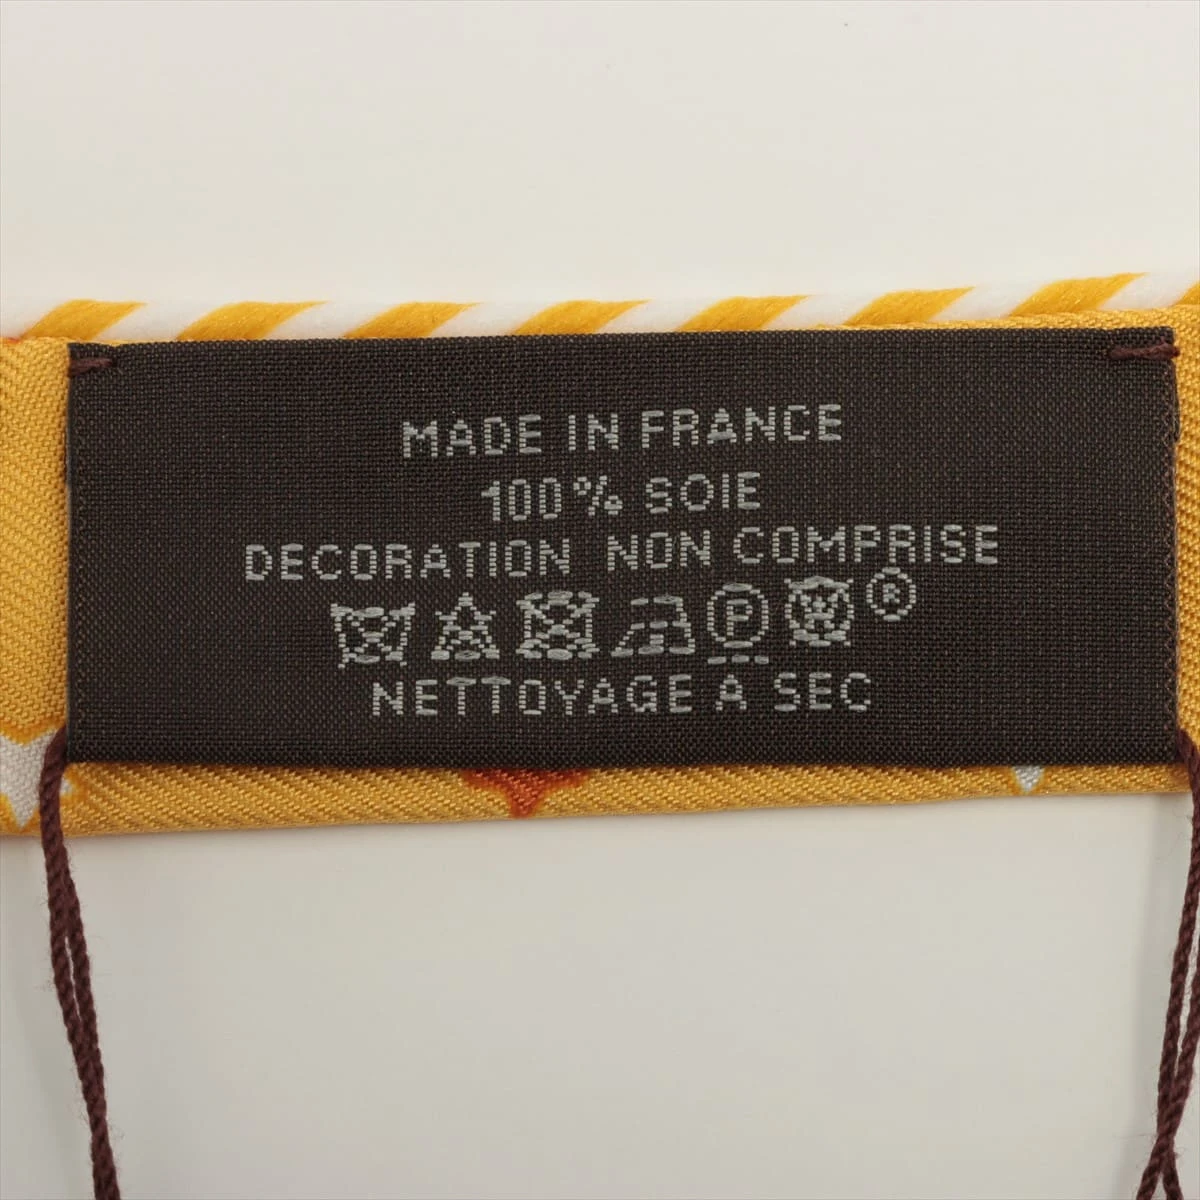 MADE IN FRANCE
100% SOIE
DECORATION NON COMPRISE
P W ®
NETTOYAGE A SEC